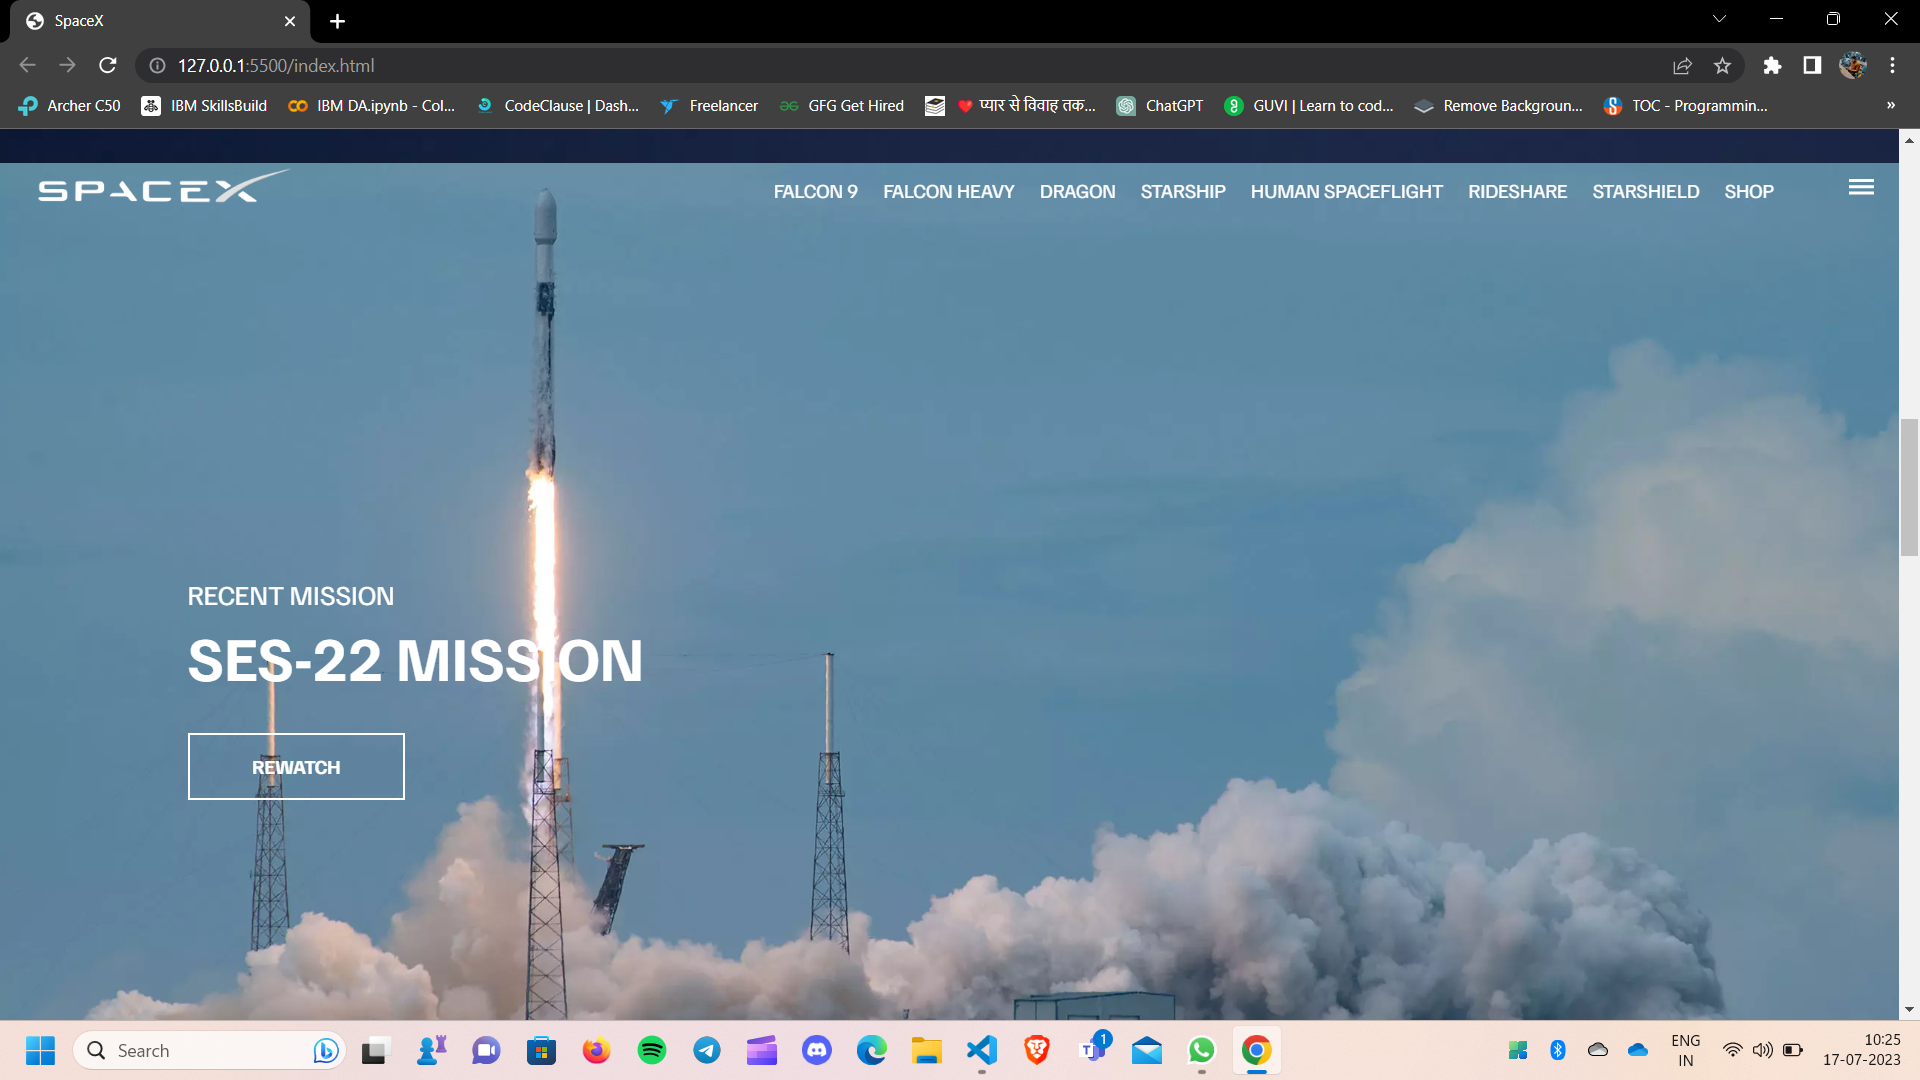 SpaceX
127.0.0.1:5500/index.html
Archer C50 IBM SkillsBuild IBM DA.ipynb - Col... CodeClause | Dash... Freelancer GFG Get Hired ❤️ प्यार से विवाह तक... ChatGPT GUVI | Learn to cod... Remove Backgroun... TOC - Programmin... »
SPACEX FALCON 9 FALCON HEAVY DRAGON STARSHIP HUMAN SPACEFLIGHT RIDESHARE STARSHIELD SHOP
RECENT MISSION
SES-22 MISSION
REWATCH
Search
1
ENG
IN
10:25
17-07-2023